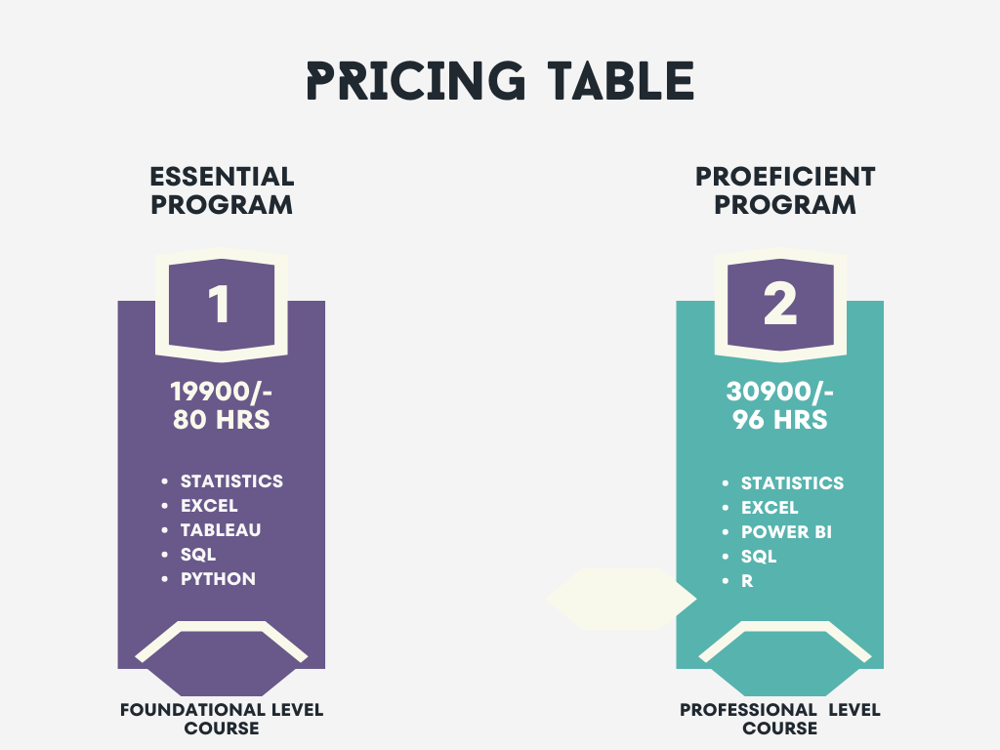 PRICING TABLE
ESSENTIAL
PROGRAM
1
19900/-
80 HRS
• STATISTICS
• EXCEL
• TABLEAU
• SQL
• PYTHON
FOUNDATIONAL LEVEL
COURSE
PROEFICIENT
PROGRAM
2
30900/-
96 HRS
• STATISTICS
• EXCEL
• POWER BI
• SQL
• R
PROFESSIONAL LEVEL
COURSE